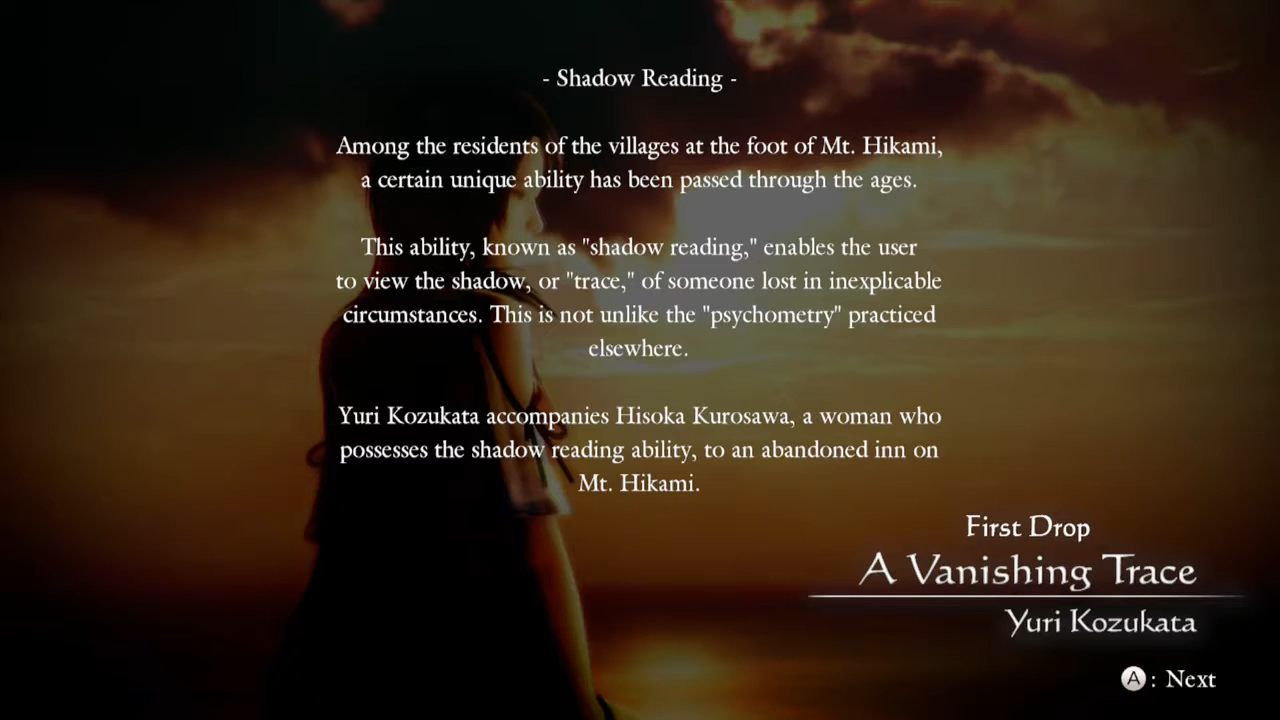 - Shadow Reading -
Among the residents of the villages at the foot of Mt. Hikami,
a certain unique ability has been passed through the ages.
This ability, known as "shadow reading," enables the user
to view the shadow, or "trace," of someone lost in inexplicable
circumstances. This is not unlike the "psychometry" practiced
elsewhere.
Yuri Kozukata accompanies Hisoka Kurosawa, a woman who
possesses the shadow reading ability, to an abandoned inn on
Mt. Hikami.
First Drop
A Vanishing Trace
Yuri Kozukata
A : Next